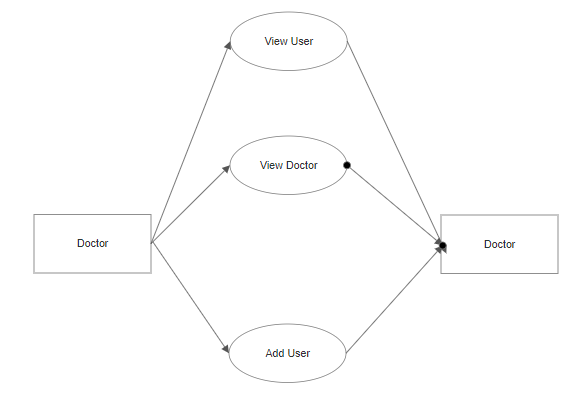 View User
View Doctor
Doctor
Doctor
Add User